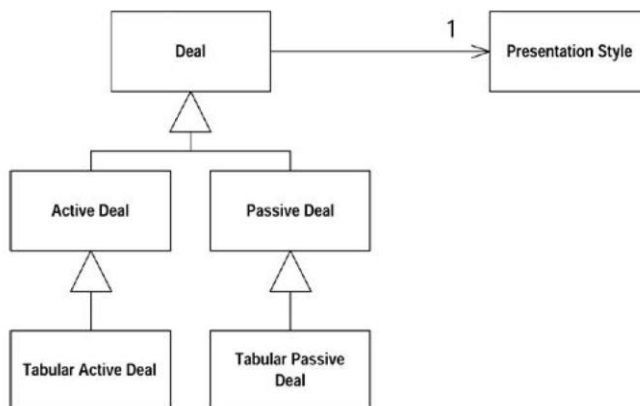 Deal
1
Presentation Style
Active Deal
Passive Deal
Tabular Active Deal
Tabular Passive
Deal